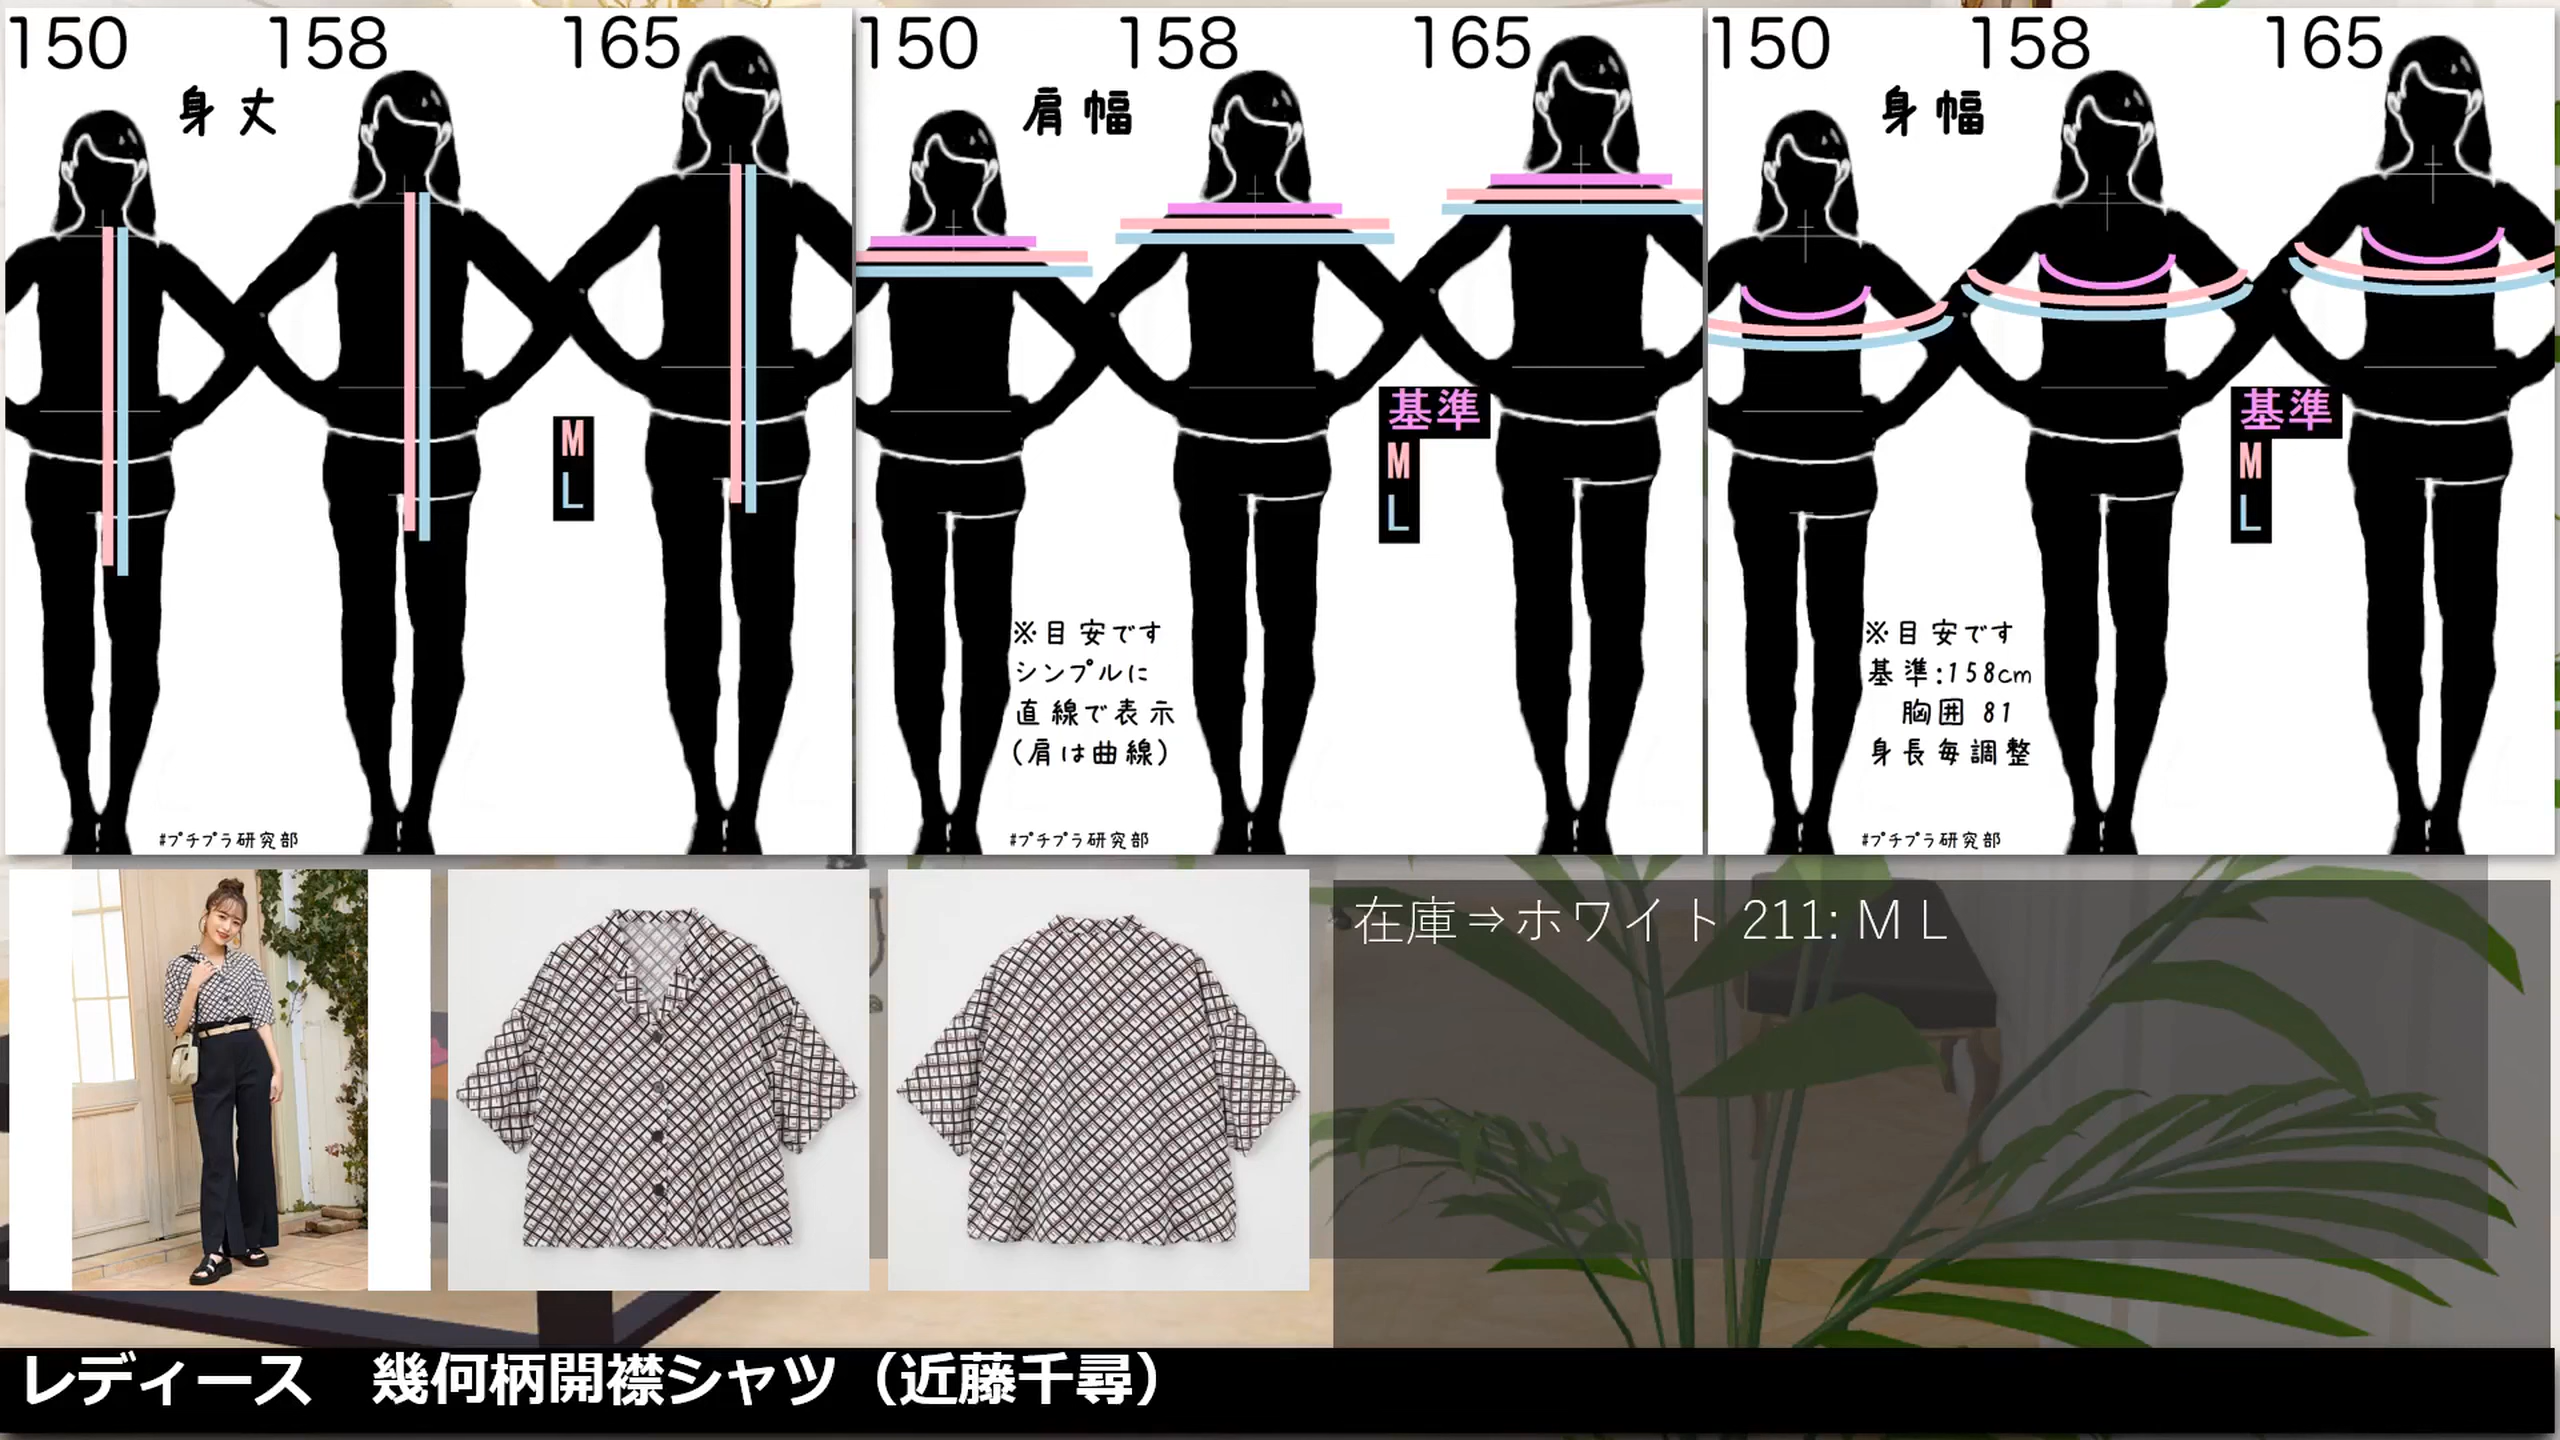 150 158 165
身丈
M
L
#プチプラ研究部
150 158 165
肩幅
基準
M
L
※目安です
シンプルに
直線で表示
(肩は曲線)
#プチプラ研究部
150 158 165
身幅
基準
M
L
※目安です
基準:158cm
胸囲 81
身長毎調整
#プチプラ研究部
在庫⇒ホワイト 211: M L
レディース　幾何柄開襟シャツ（近藤千尋）